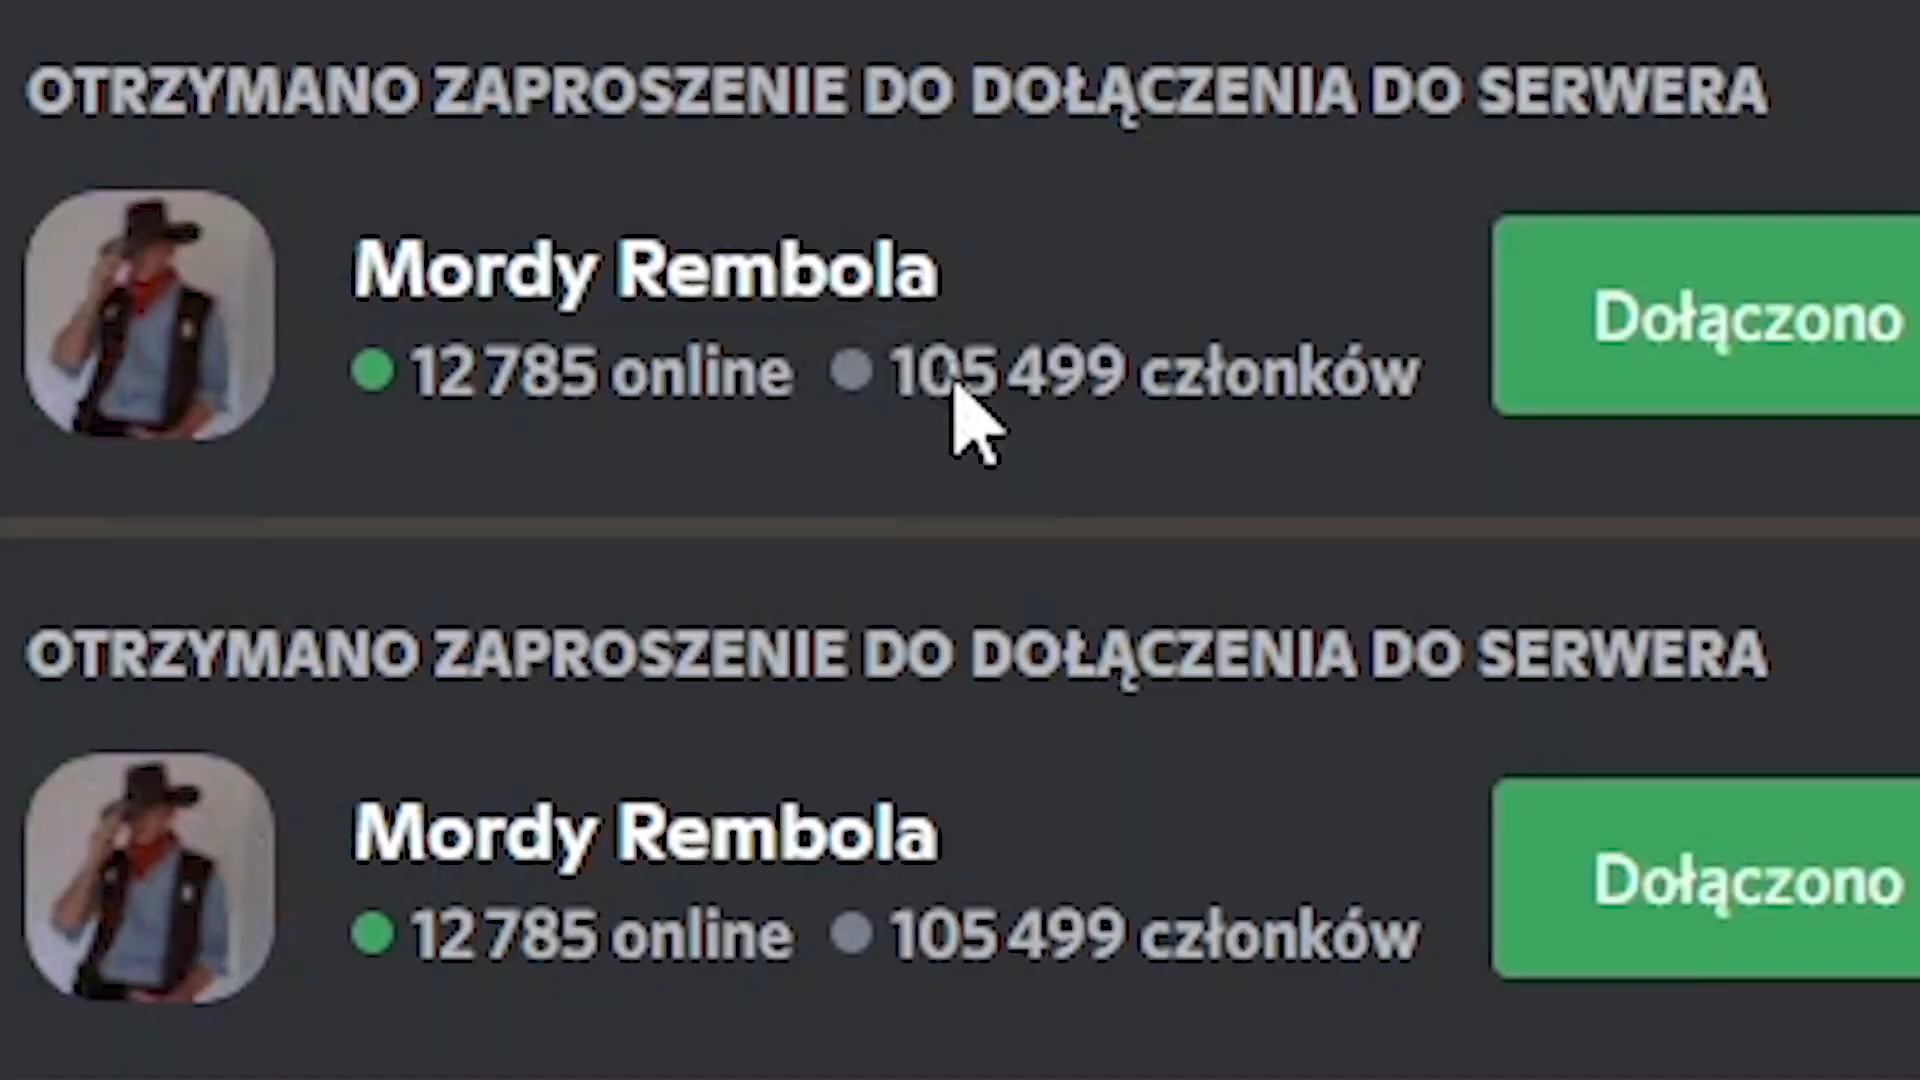 OTRZYMANO ZAPROSZENIE DO DOŁĄCZENIA DO SERWERA
Mordy Rembola
12 785 online 105 499 członków
Dołączono
OTRZYMANO ZAPROSZENIE DO DOŁĄCZENIA DO SERWERA
Mordy Rembola
12 785 online 105 499 członków
Dołączono